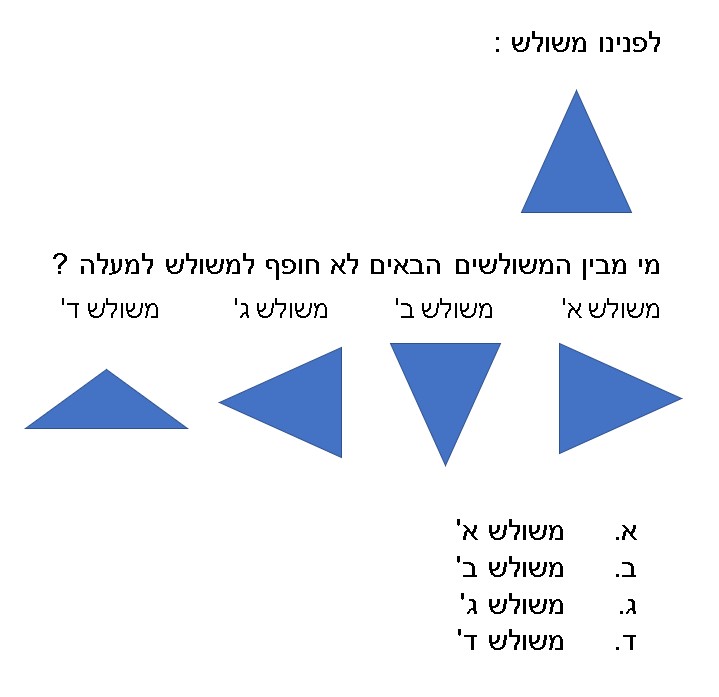 לפנינו משולש :
מי מבין המשולשים הבאים לא חופף למשולש למעלה ?
משולש א' משולש ב' משולש ג' משולש ד'
א. משולש א'
ב. משולש ב'
ג. משולש ג'
ד. משולש ד'